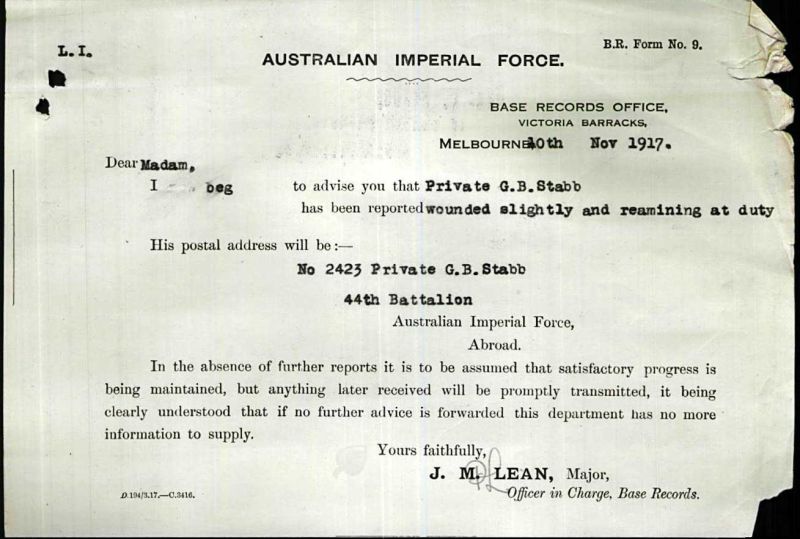 L.I.
B.R. Form No. 9.
AUSTRALIAN IMPERIAL FORCE.
BASE RECORDS OFFICE,
VICTORIA BARRACKS,
MELBOURNE 10th Nov 1917.
Dear Madam,
I beg to advise you that Private G.B.Stabb
has been reported wounded slightly and reamining at duty
His postal address will be :—
No 2423 Private G.B.Stabb
44th Battalion
Australian Imperial Force,
Abroad.
In the absence of further reports it is to be assumed that satisfactory progress is
being maintained, but anything later received will be promptly transmitted, it being
clearly understood that if no further advice is forwarded this department has no more
information to supply.
Yours faithfully,
J. M. LEAN, Major,
Officer in Charge, Base Records.
D.194/3.17.—C.3416.